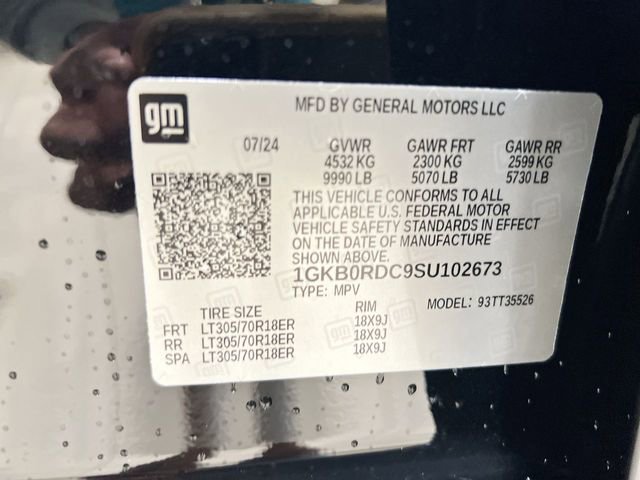 gm
MFD BY GENERAL MOTORS LLC
07/24 GVWR GAWR FRT GAWR RR
4532 KG 2300 KG 2599 KG
9990 LB 5070 LB 5730 LB
THIS VEHICLE CONFORMS TO ALL
APPLICABLE U.S. FEDERAL MOTOR
VEHICLE SAFETY STANDARDS IN EFFECT
ON THE DATE OF MANUFACTURE
SHOWN ABOVE.
1GKB0RDC9SU102673
TYPE: MPV MODEL: 93TT35526
TIRE SIZE RIM
FRT LT305/70R18ER 18X9J
RR LT305/70R18ER 18X9J
SPA LT305/70R18ER 18X9J